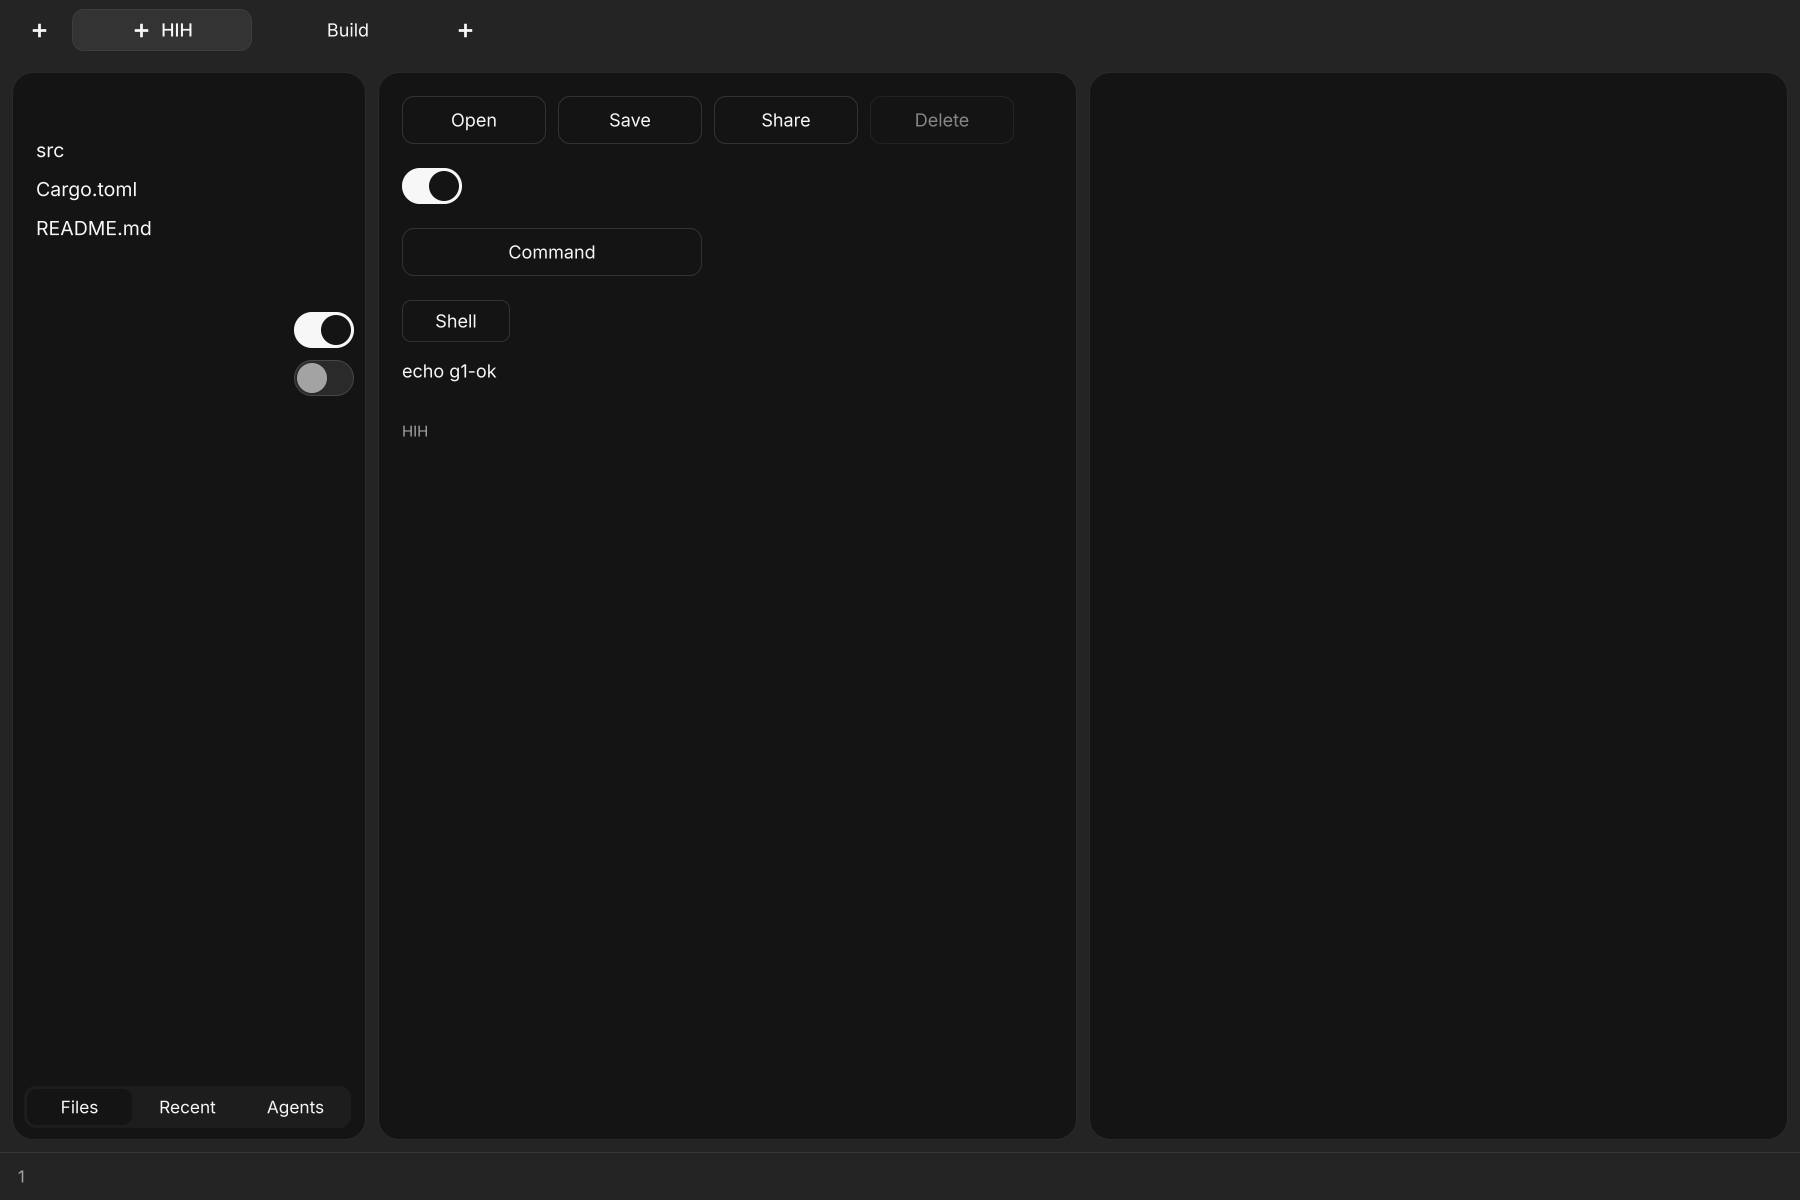 + + HIH Build +
src
Cargo.toml
README.md
Files Recent Agents
Open Save Share Delete
Command
Shell
echo g1-ok
HIH
1